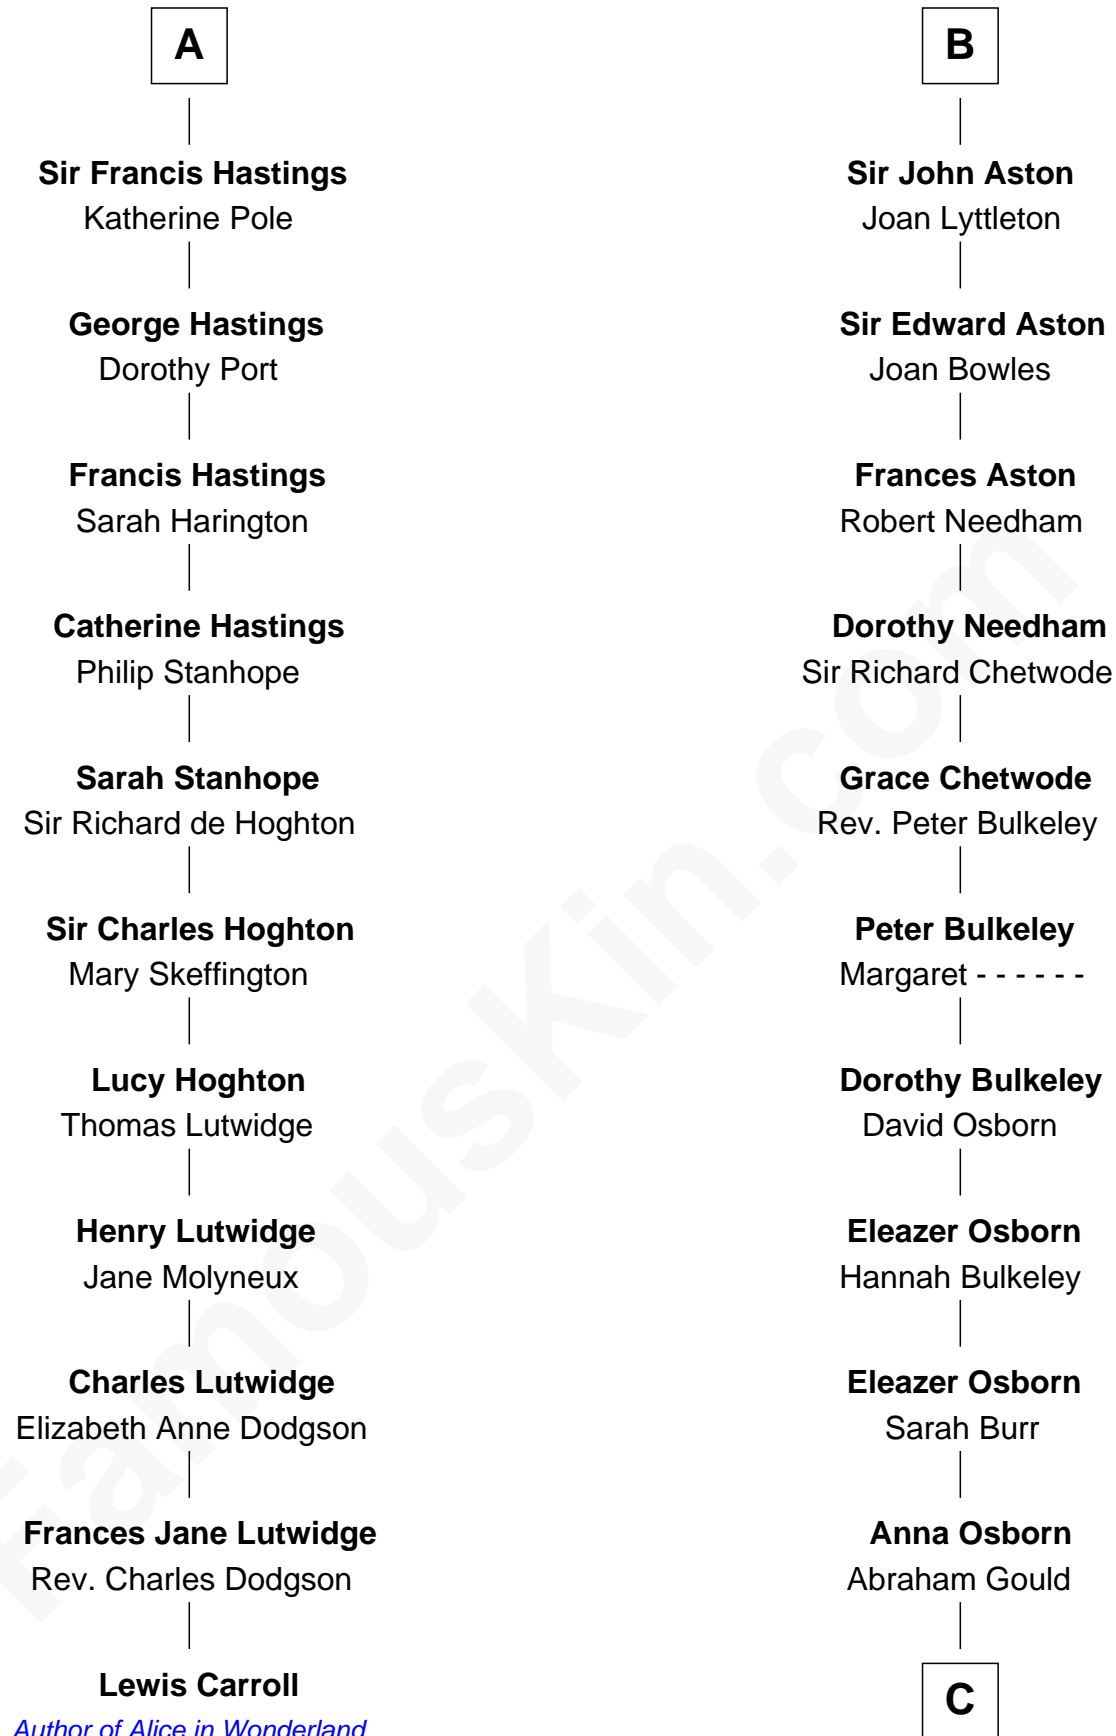 A
Sir Francis Hastings
Katherine Pole
George Hastings
Dorothy Port
Francis Hastings
Sarah Harington
Catherine Hastings
Philip Stanhope
Sarah Stanhope
Sir Richard de Hoghton
Sir Charles Hoghton
Mary Skeffington
Lucy Hoghton
Thomas Lutwidge
Henry Lutwidge
Jane Molyneux
Charles Lutwidge
Elizabeth Anne Dodgson
Frances Jane Lutwidge
Rev. Charles Dodgson
Lewis Carroll
Author of Alice in Wonderland
B
Sir John Aston
Joan Lyttleton
Sir Edward Aston
Joan Bowles
Frances Aston
Robert Needham
Dorothy Needham
Sir Richard Chetwode
Grace Chetwode
Rev. Peter Bulkeley
Peter Bulkeley
Margaret - - - - - -
Dorothy Bulkeley
David Osborn
Eleazer Osborn
Hannah Bulkeley
Eleazer Osborn
Sarah Burr
Anna Osborn
Abraham Gould
C
FamousKin.com